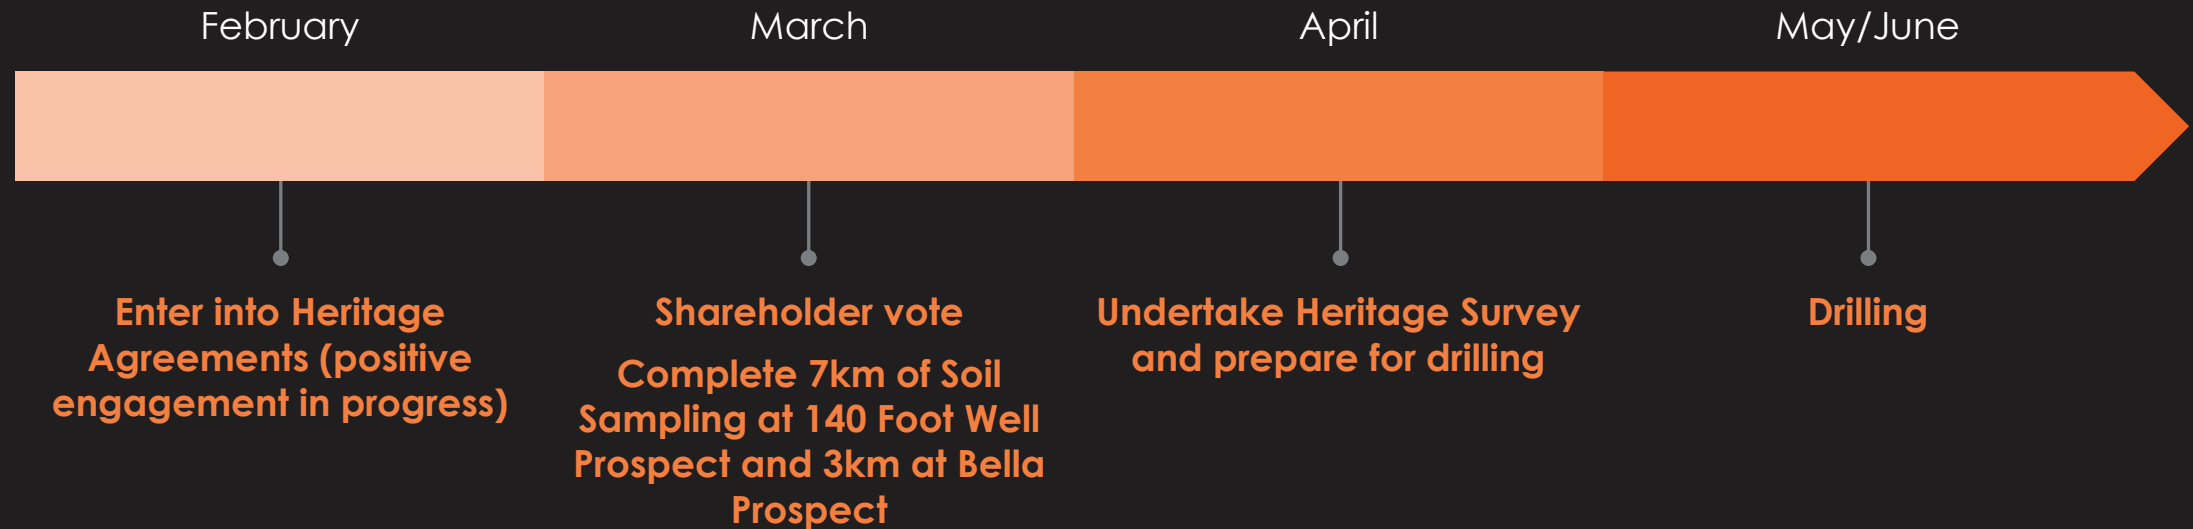 February
March
April
May/June
Enter into Heritage
Agreements (positive
engagement in progress)
Shareholder vote
Complete 7km of Soil
Sampling at 140 Foot Well
Prospect and 3km at Bella
Prospect
Undertake Heritage Survey
and prepare for drilling
Drilling